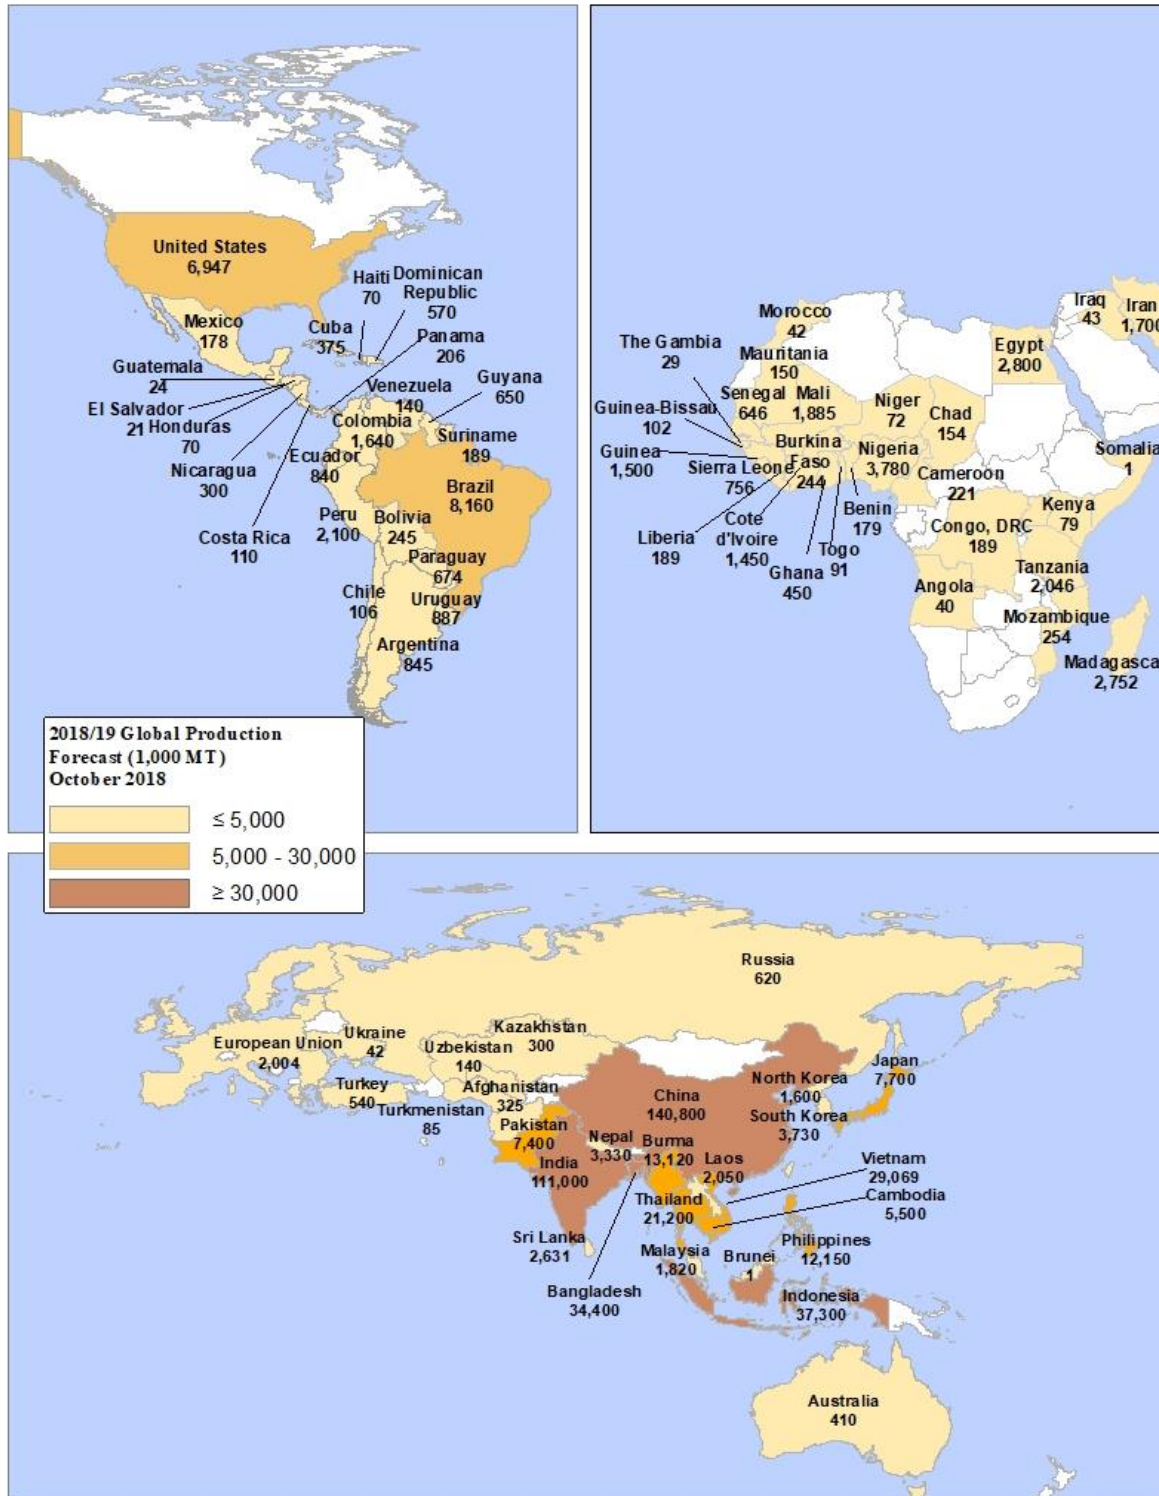 United States
6,947
Haiti
70
Dominican
Republic
570
Mexico
178
Cuba
375
Panama
206
Guatemala
24
Venezuela
140
Guyana
650
El Salvador
21
Honduras
70
Colombia
1,640
Suriname
189
Nicaragua
300
Ecuador
840
Brazil
8,160
Costa Rica
110
Peru
2,100
Bolivia
245
Paraguay
674
Chile
106
Uruguay
887
Argentina
845
2018/19 Global Production
Forecast (1,000 MT)
October 2018
≤ 5,000
5,000 - 30,000
≥ 30,000
Morocco
42
Iraq
43
Iran
1,700
The Gambia
29
Egypt
2,800
Mauritania
150
Senegal
646
Mali
1,885
Niger
72
Chad
154
Guinea-Bissau
102
Guinea
1,500
Burkina
Faso
244
Nigeria
3,780
Somalia
1
Sierra Leone
756
Cameroon
221
Benin
179
Kenya
79
Liberia
189
Cote
d'Ivoire
1,450
Togo
91
Congo, DRC
189
Ghana
450
Tanzania
2,046
Angola
40
Mozambique
254
Madagasca
2,752
Russia
620
European Union
2,004
Ukraine
42
Kazakhstan
300
Uzbekistan
140
Japan
7,700
Turkey
540
Turkmenistan
85
Afghanistan
325
China
140,800
North Korea
1,600
South Korea
3,730
Pakistan
7,400
Nepal
3,330
Burma
13,120
Laos
2,050
Vietnam
29,069
India
111,000
Thailand
21,200
Cambodia
5,500
Sri Lanka
2,631
Malaysia
1,820
Brunei
1
Philippines
12,150
Bangladesh
34,400
Indonesia
37,300
Australia
410